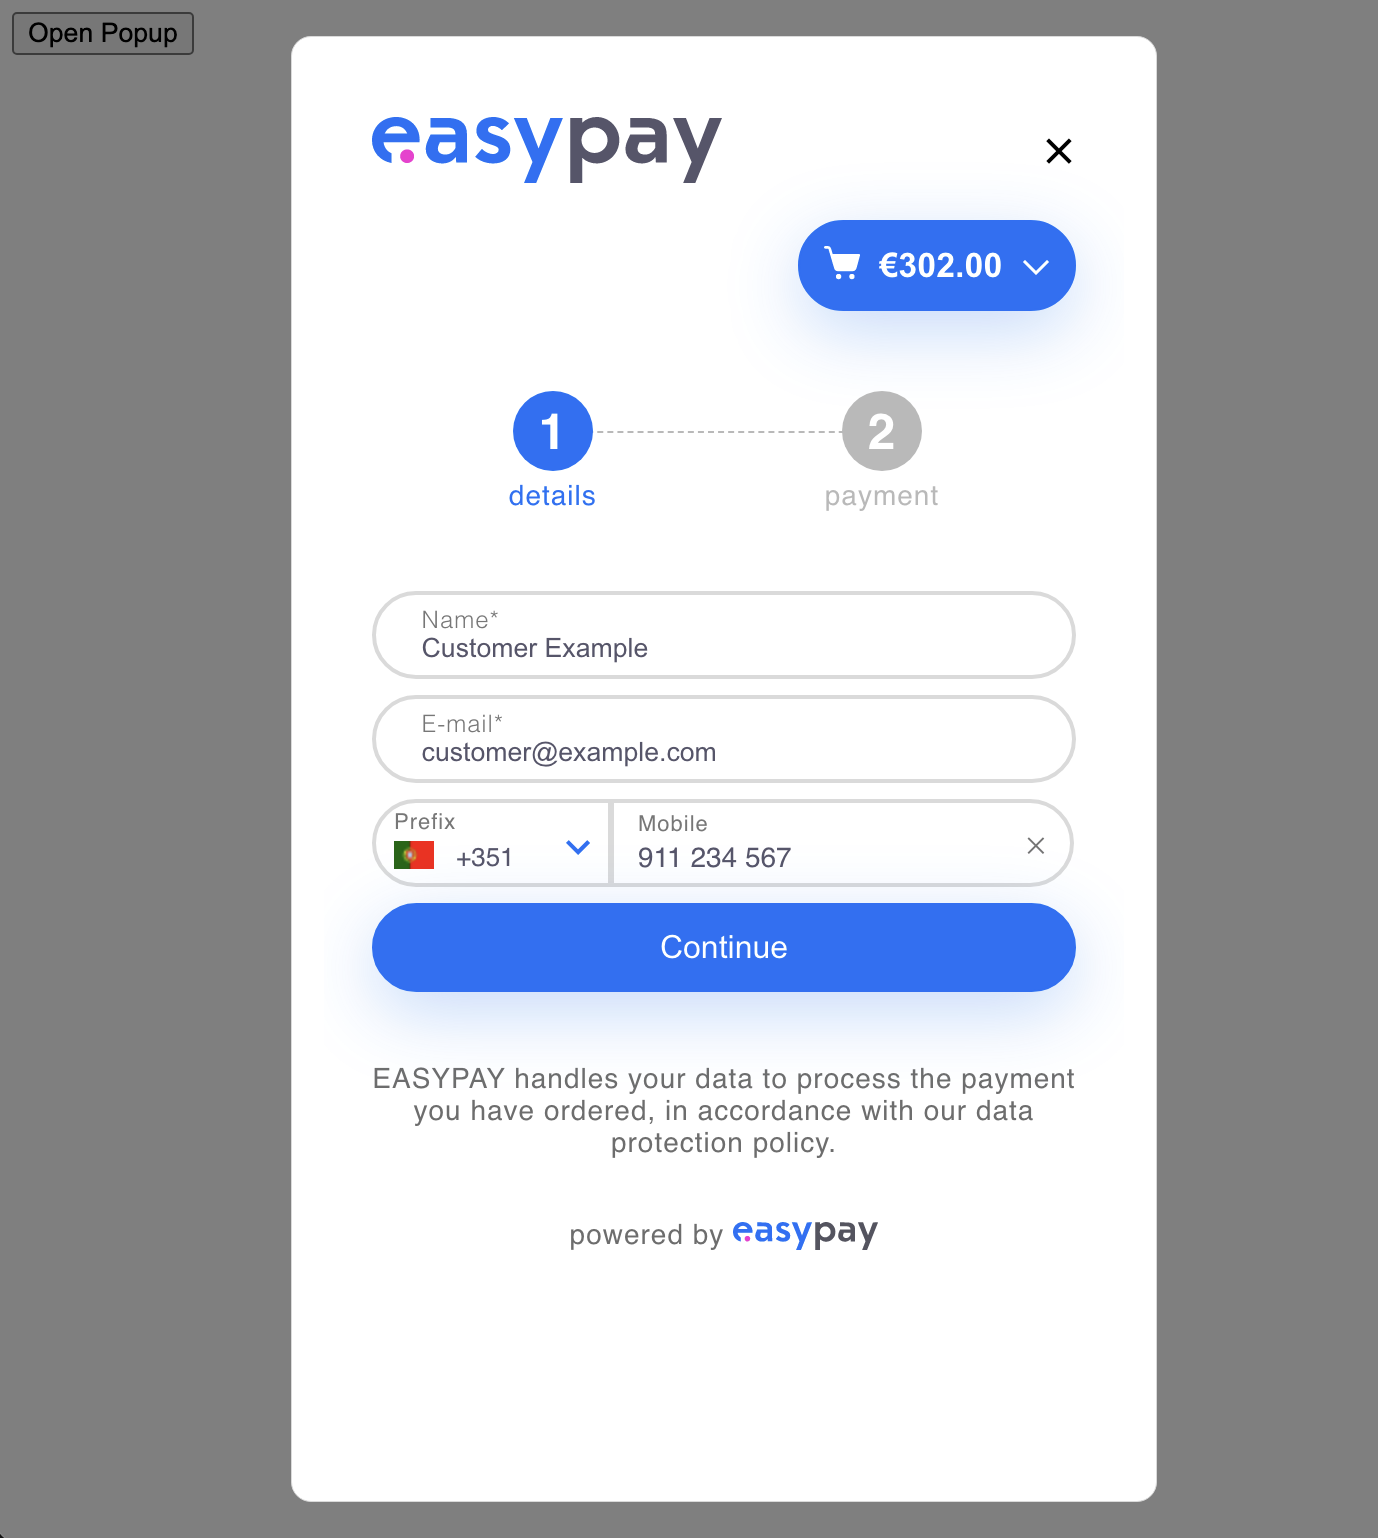 Open Popup
easypay
€302.00
1
2
details
payment
Name*
Customer Example
E-mail*
customer@example.com
Prefix
+351
Mobile
911 234 567
Continue
EASYPAY handles your data to process the payment
you have ordered, in accordance with our data
protection policy.
powered by easypay